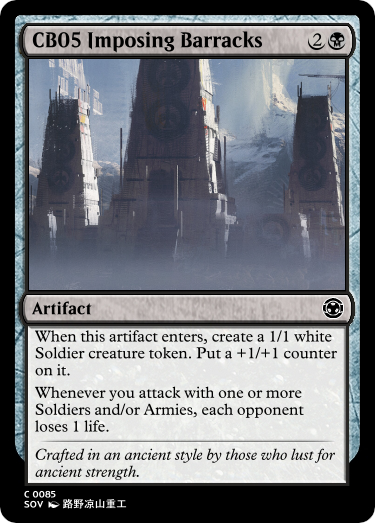 CB05 Imposing Barracks 2
Artifact
When this artifact enters, create a 1/1 white
Soldier creature token. Put a +1/+1 counter
on it.
Whenever you attack with one or more
Soldiers and/or Armies, each opponent
loses 1 life.
Crafted in an ancient style by those who lust for
ancient strength.
C 0085
SOV 路野凉山重工